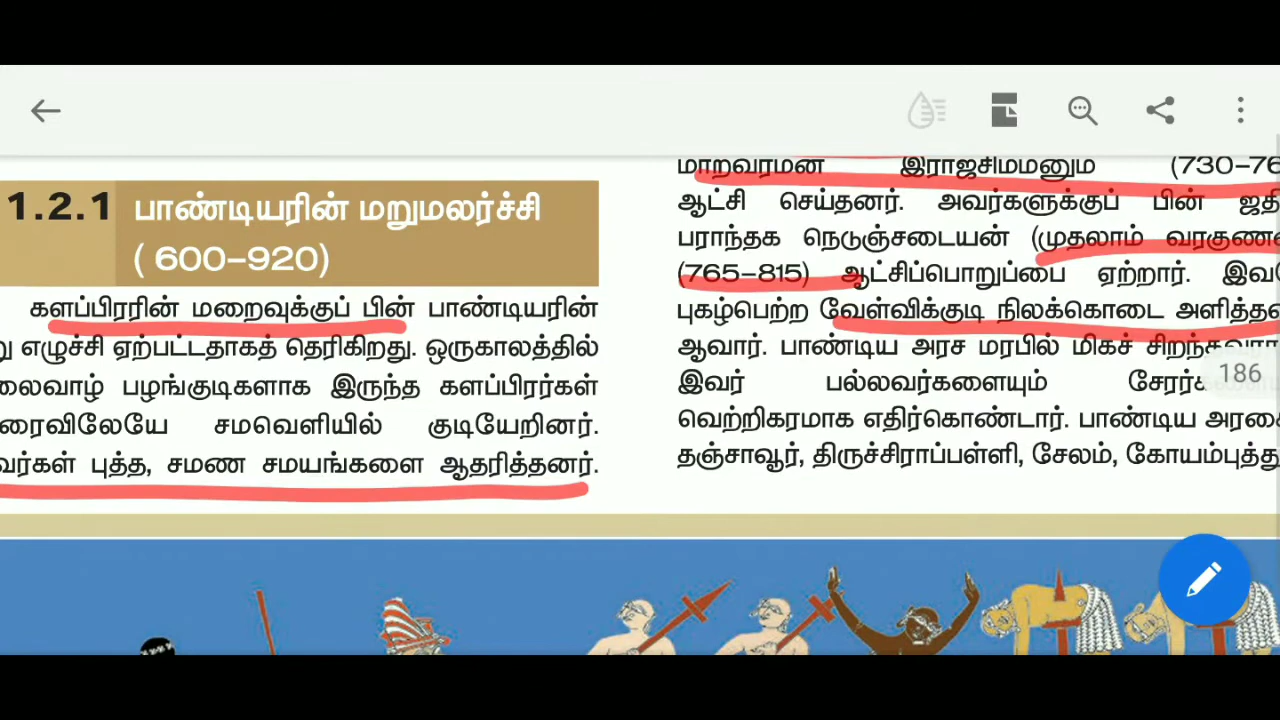 1.2.1 பாண்டியரின் மறுமலர்ச்சி
( 600–920)
களப்பிரரின் மறைவுக்குப் பின் பாண்டியரின்
எழுச்சி ஏற்பட்டதாகத் தெரிகிறது. ஒருகாலத்தில்
பழங்குடிகளாக இருந்த களப்பிரர்கள்
சமவெளியில் குடியேறினர்.
புத்த, சமண சமயங்களை ஆதரித்தனர்.
ஆட்சி செய்தனர். அவர்களுக்குப் பின்
பராந்தக நெடுஞ்சடையன் (முதலாம்
(765–815) ஆட்சிப்பொறுப்பை ஏற்றார்.
புகழ்பெற்ற வேள்விக்குடி நிலக்கொடை
ஆவார். பாண்டிய அரச மரபில் மிகச்
186
இவர் பல்லவர்களையும்
வெற்றிகரமாக எதிர்கொண்டார். பாண்டிய
தஞ்சாவூர், திருச்சிராப்பள்ளி, சேலம்,